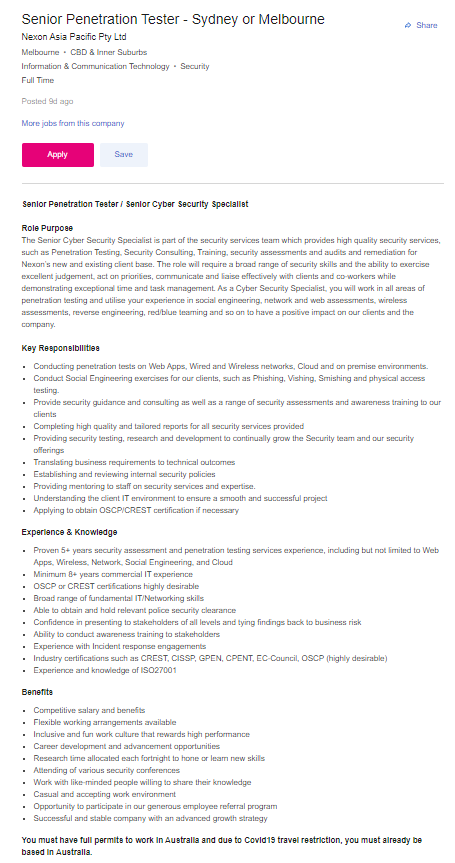 Senior Penetration Tester - Sydney or Melbourne
Share
Nexon Asia Pacific Pty Ltd
Melbourne • CBD & Inner Suburbs
Information & Communication Technology • Security
Full Time
Posted 9d ago
More jobs from this company
Apply
Save
Senior Penetration Tester / Senior Cyber Security Specialist
Role Purpose
The Senior Cyber Security Specialist is part of the security services team which provides high quality security services,
such as Penetration Testing, Security Consulting, Training, security assessments and audits and remediation for
Nexon's new and existing client base. The role will require a broad range of security skills and the ability to exercise
excellent judgement, act on priorities, communicate and liaise effectively with clients and co-workers while
demonstrating exceptional time and task management. As a Cyber Security Specialist, you will work in all areas of
penetration testing and utilise your experience in social engineering, network and web assessments, wireless
assessments, reverse engineering, red/blue teaming and so on to have a positive impact on our clients and the
company.
Key Responsibilities
• Conducting penetration tests on Web Apps, Wired and Wireless networks, Cloud and on premise environments.
• Conduct Social Engineering exercises for our clients, such as Phishing, Vishing, Smishing and physical access
testing.
• Provide security guidance and consulting as well as a range of security assessments and awareness training to our
clients
• Completing high quality and tailored reports for all security services provided
• Providing security testing, research and development to continually grow the Security team and our security
offerings
• Translating business requirements to technical outcomes
• Establishing and reviewing internal security policies
• Providing mentoring to staff on security services and expertise.
• Understanding the client IT environment to ensure a smooth and successful project
• Applying to obtain OSCP/CREST certification if necessary
Experience & Knowledge
• Proven 5+ years security assessment and penetration testing services experience, including but not limited to Web
Apps, Wireless, Network, Social Engineering, and Cloud
• Minimum 8+ years commercial IT experience
• OSCP or CREST certifications highly desirable
• Broad range of fundamental IT/Networking skills
• Able to obtain and hold relevant police security clearance
• Confidence in presenting to stakeholders of all levels and tying findings back to business risk
• Ability to conduct awareness training to stakeholders
• Experience with Incident response engagements
• Industry certifications such as CREST, CISSP, GPEN, CPENT, EC-Council, OSCP (highly desirable)
• Experience and knowledge of ISO27001
Benefits
• Competitive salary and benefits
• Flexible working arrangements available
• Inclusive and fun work culture that rewards high performance
• Career development and advancement opportunities
• Research time allocated each fortnight to hone or learn new skills
• Attending of various security conferences
• Work with like-minded people willing to share their knowledge
• Casual and accepting work environment
• Opportunity to participate in our generous employee referral program
• Successful and stable company with an advanced growth strategy
You must have full permits to work in Australia and due to Covid19 travel restriction, you must already be
based in Australia.